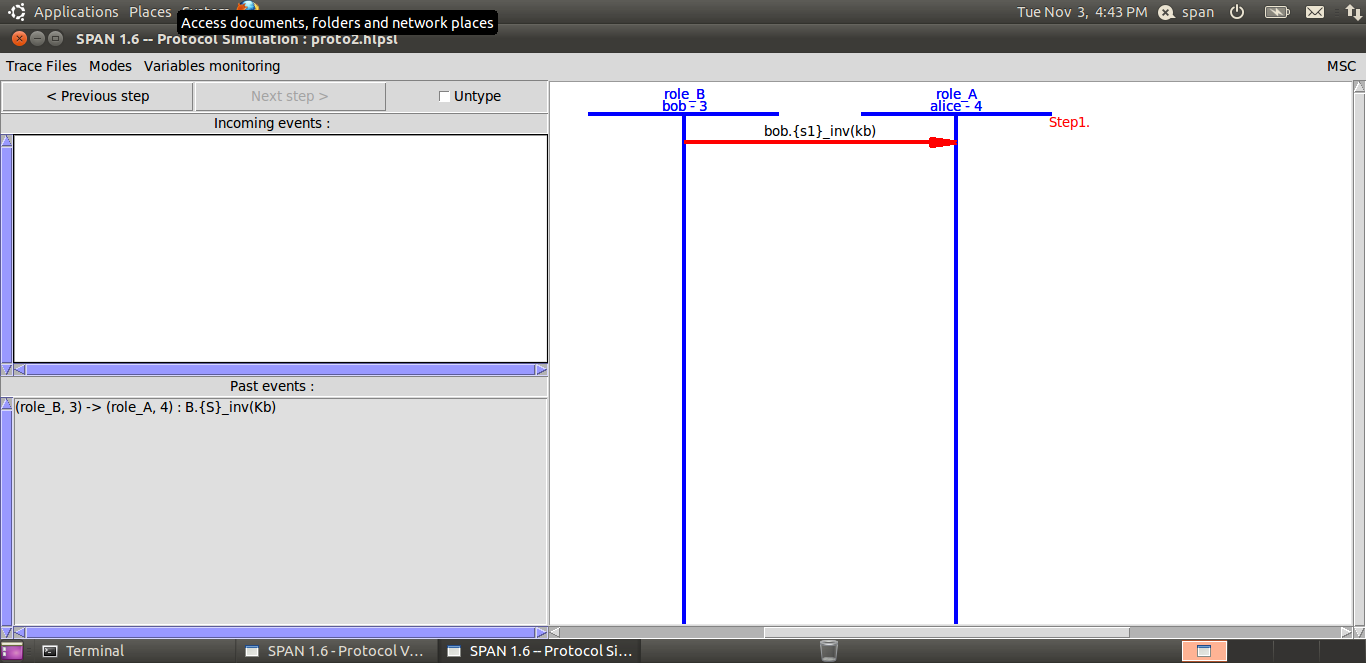 Applications Places System
Access documents, folders and network places
Tue Nov 3, 4:43 PM
span
SPAN 1.6 -- Protocol Simulation : proto2.hlpsl
Trace Files Modes Variables monitoring
MSC
< Previous step
Next step >
Untype
Incoming events :
Past events :
(role_B, 3) -> (role_A, 4) : B.{S}_inv(Kb)
role_B
bob - 3
role_A
alice - 4
Step1.
bob.{s1}_inv(kb)
Terminal
SPAN 1.6 - Protocol V...
SPAN 1.6 -- Protocol Si...